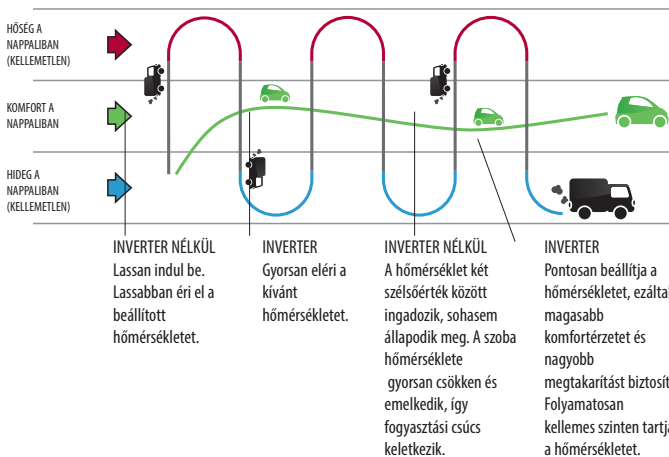 HŐSÉG A
NAPPALIBAN
(KELLEMETLEN)
KOMFORT A
NAPPALIBAN
HIDEG A
NAPPALIBAN
(KELLEMETLEN)
INVERTER NÉLKÜL
Lassan indul be.
Lassabban éri el a
beállított
hőmérsékletet.
INVERTER
Gyorsan eléri a
kívánt
hőmérsékletet.
INVERTER NÉLKÜL
A hőmérséklet két
szélsőérték között
ingadozik, sohasem
állapodik meg. A szoba
hőmérséklete
gyorsan csökken és
emelkedik, így
fogyasztási csúcs
keletkezik.
INVERTER
Pontosan beállítja a
hőmérsékletet, ezálta
magasabb
komfortérzetet és
nagyobb
megtakarítást biztosít
Folyamatosan
kellemes szinten tartja
a hőmérsékletet.